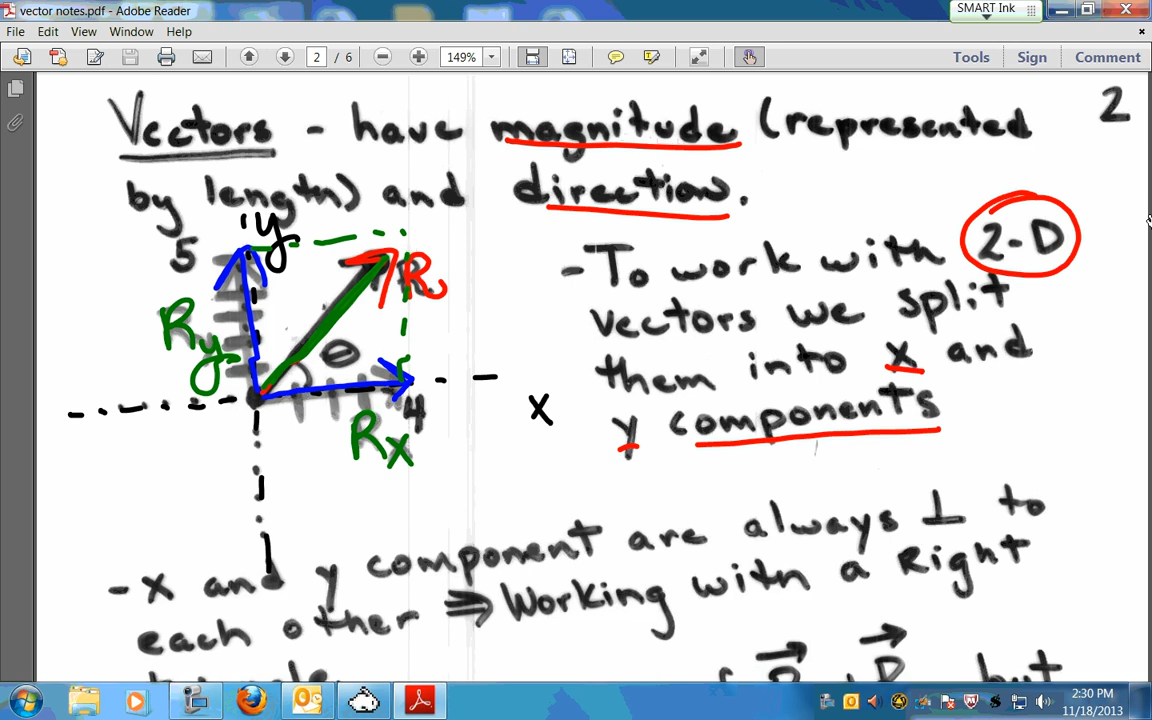 vector notes.pdf - Adobe Reader
SMART Ink
File Edit View Window Help
2 / 6 149% Tools Sign Comment
Vectors - have magnitude (represented 2
by length) and direction.
y
5
R
Ry
θ
4
Rx
x
- To work with 2-D
vectors we split
them into x and
y components
- x and y component are always ⊥ to
each other ⇒ Working with a Right
but
2:30 PM
11/18/2013